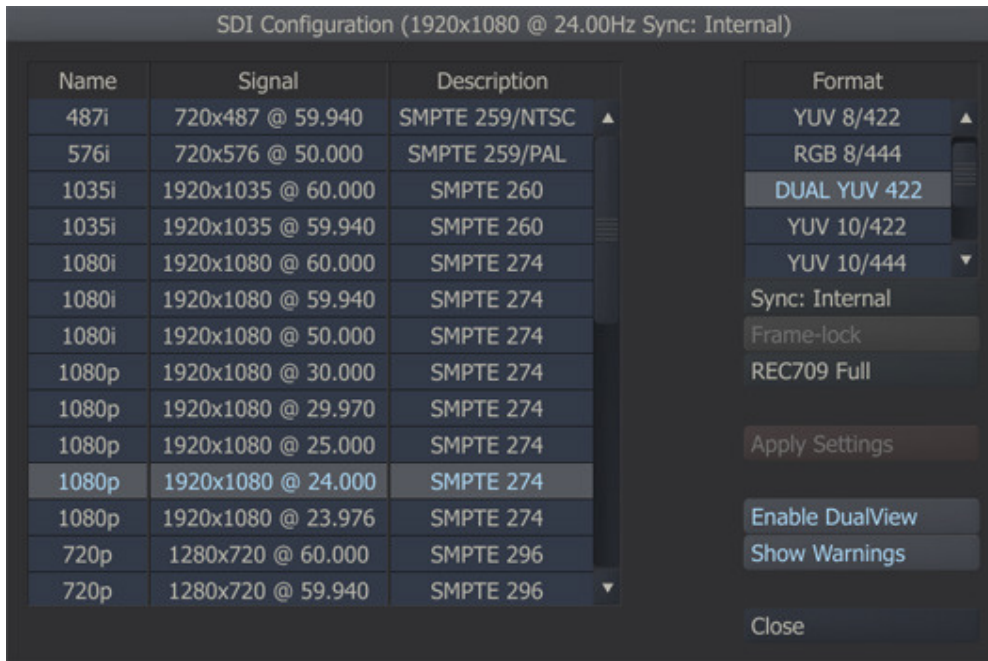 SDI Configuration (1920x1080 @ 24.00Hz Sync: Internal)
Name Signal Description
487i 720x487 @ 59.940 SMPTE 259/NTSC
576i 720x576 @ 50.000 SMPTE 259/PAL
1035i 1920x1035 @ 60.000 SMPTE 260
1035i 1920x1035 @ 59.940 SMPTE 260
1080i 1920x1080 @ 60.000 SMPTE 274
1080i 1920x1080 @ 59.940 SMPTE 274
1080i 1920x1080 @ 50.000 SMPTE 274
1080p 1920x1080 @ 30.000 SMPTE 274
1080p 1920x1080 @ 29.970 SMPTE 274
1080p 1920x1080 @ 25.000 SMPTE 274
1080p 1920x1080 @ 24.000 SMPTE 274
1080p 1920x1080 @ 23.976 SMPTE 274
720p 1280x720 @ 60.000 SMPTE 296
720p 1280x720 @ 59.940 SMPTE 296
Format
YUV 8/422
RGB 8/444
DUAL YUV 422
YUV 10/422
YUV 10/444
Sync: Internal
Frame-lock
REC709 Full
Apply Settings
Enable DualView
Show Warnings
Close